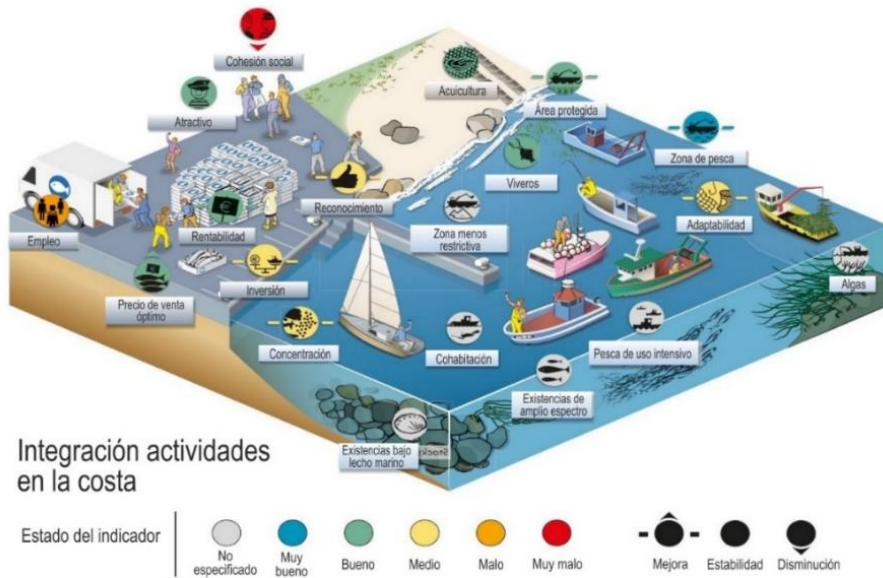 Cohesión social
Atractivo
Acuicultura
Área protegida
Zona de pesca
Viveros
Reconocimiento
Adaptabilidad
Empleo
Rentabilidad
Zona menos
restrictiva
Precio de venta
óptimo
Inversión
Algas
Concentración
Cohabitación
Pesca de uso intensivo
Existencias de
amplio espectro
Existencias bajo
lecho marino
Integración actividades
en la costa
Estado del indicador
No
especificado
Muy
bueno
Bueno
Medio
Malo
Muy malo
Mejora
Estabilidad
Disminución